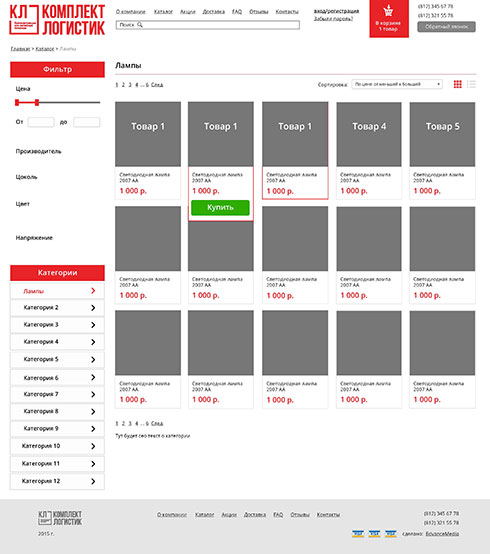 КЛ КОМПЛЕКТ
ЛОГИСТИК
О компании Каталог Акции Доставка FAQ Отзывы Контакты
вход/регистрация
Забыли пароль?
Поиск
В корзине
1 товар
(812) 345 67 78
(812) 321 55 78
Обратный звонок
Главная > Каталог > Лампы
Фильтр
Цена
От до
Производитель
Цоколь
Цвет
Напряжение
Категории
Лампы
Категория 2
Категория 3
Категория 4
Категория 5
Категория 6
Категория 7
Категория 8
Категория 9
Категория 10
Категория 11
Категория 12
Лампы
1 2 3 4 .. 6 След
Сортировка: По цене от меньшей к большей
Товар 1 Товар 1 Товар 1 Товар 4 Товар 5
Светодиодная лампа Светодиодная лампа Светодиодная лампа Светодиодная лампа Светодиодная лампа
2007 АА 2007 АА 2007 АА 2007 АА 2007 АА
1 000 р. 1 000 р. 1 000 р. 1 000 р. 1 000 р.
Купить
Светодиодная лампа Светодиодная лампа Светодиодная лампа Светодиодная лампа Светодиодная лампа
2007 АА 2007 АА 2007 АА 2007 АА 2007 АА
1 000 р. 1 000 р. 1 000 р. 1 000 р. 1 000 р.
Светодиодная лампа Светодиодная лампа Светодиодная лампа Светодиодная лампа Светодиодная лампа
2007 АА 2007 АА 2007 АА 2007 АА 2007 АА
1 000 р. 1 000 р. 1 000 р. 1 000 р. 1 000 р.
1 2 3 4 .. 6 След
Тут будет сео текст о категории
КЛ КОМПЛЕКТ
ЛОГИСТИК
2015 г.
О компании Каталог Акции Доставка FAQ Отзывы Контакты
(812) 345 67 78
(812) 321 55 78
VISA VISA VISA
сделано: AdvanceMedia